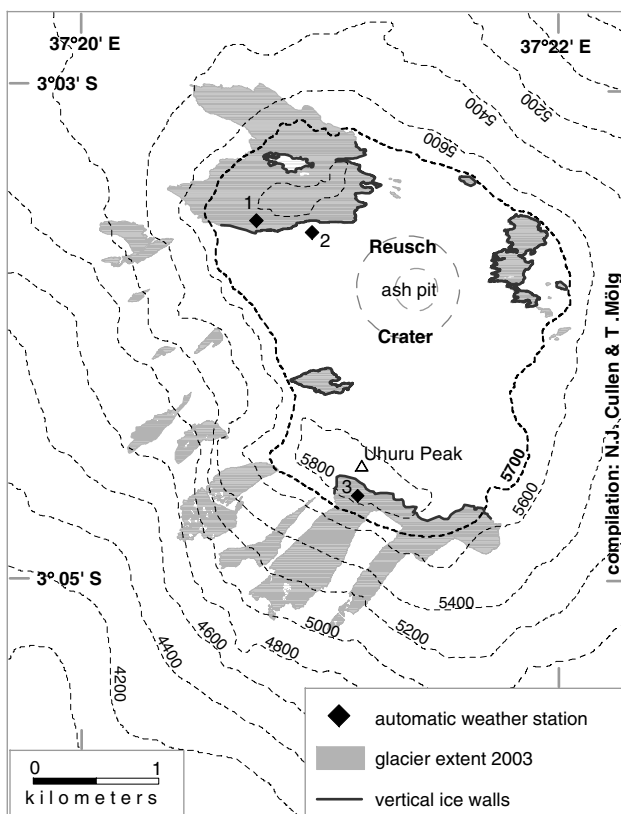 37°20' E
37°22' E
3°03' S
5200
5400
5600
1
2
Reusch
ash pit
Crater
compilation: N.J. Cullen & T .Mölg
Uhuru Peak
5800
3
5700
5600
3°05' S
5400
5200
5000
4800
4600
4400
4200
automatic weather station
glacier extent 2003
vertical ice walls
0 1
kilometers